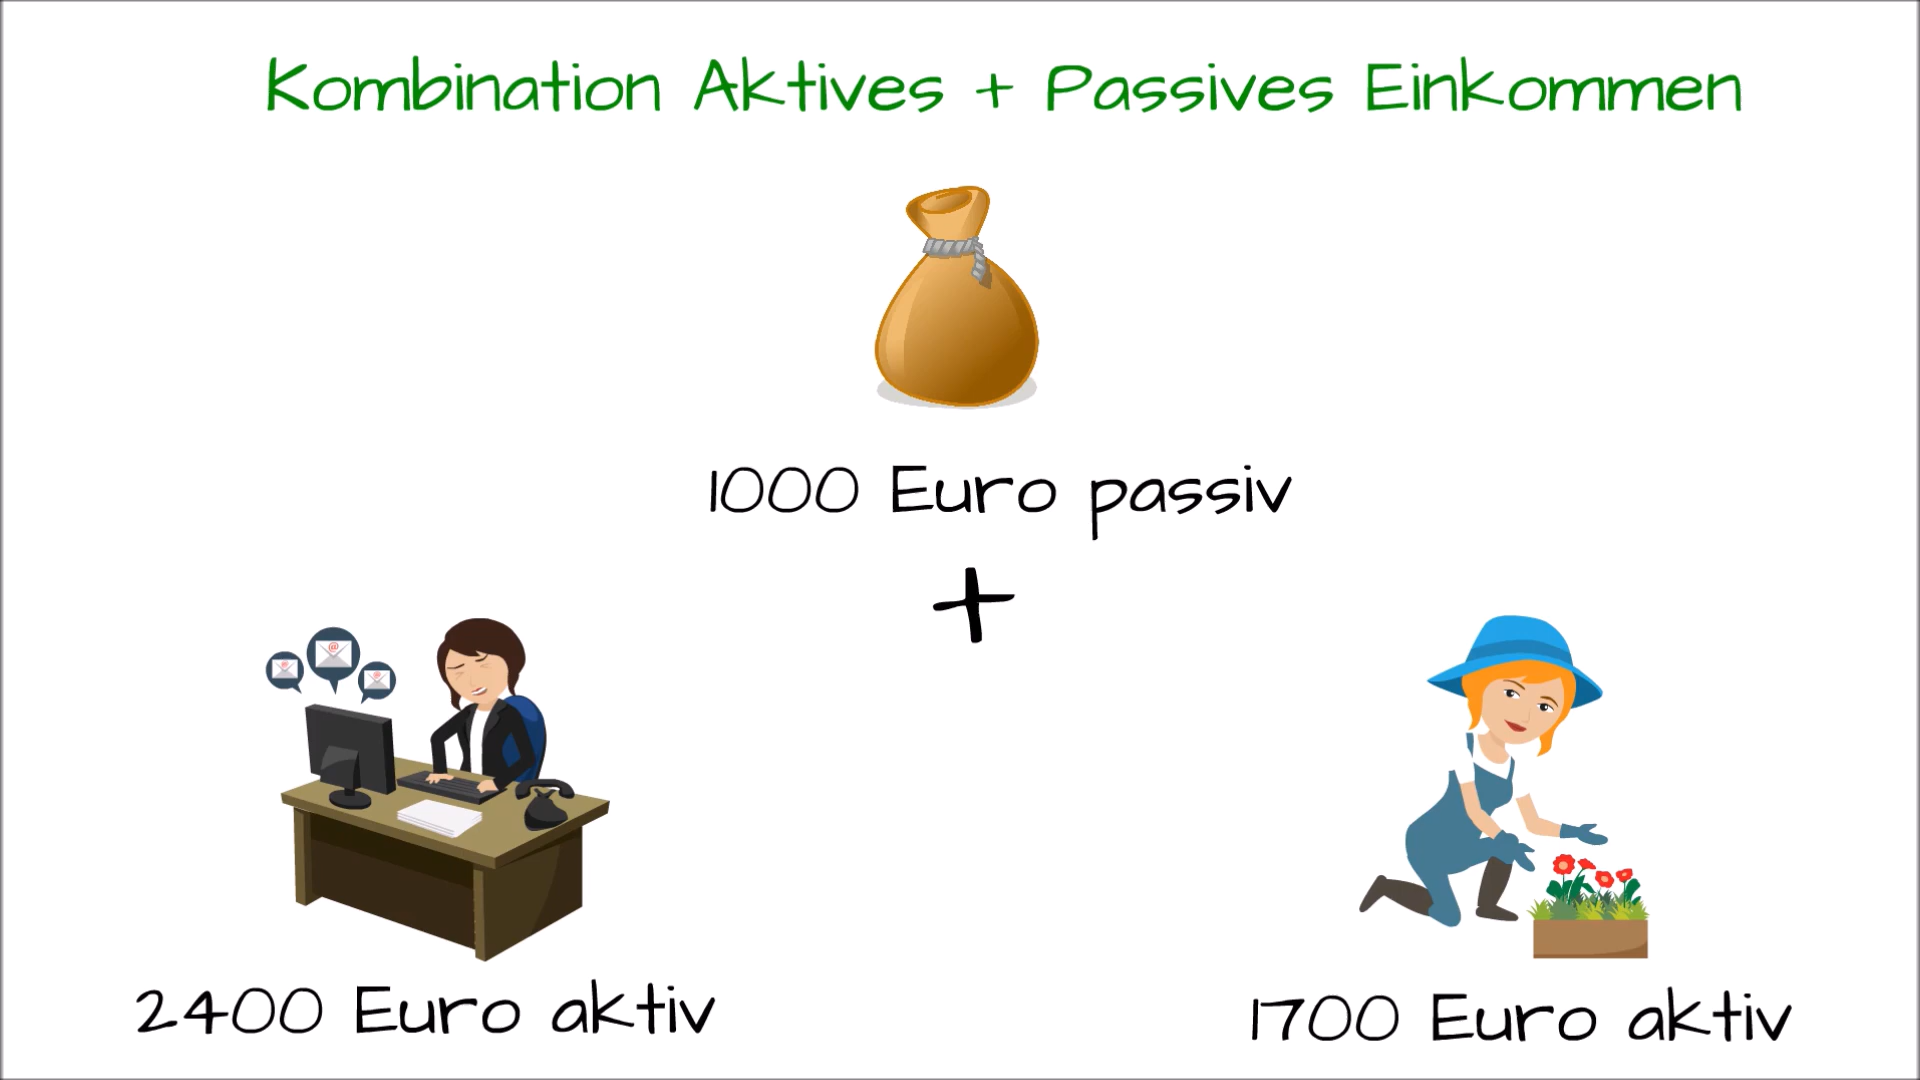 Kombination Aktives + Passives Einkommen
1000 Euro passiv
+
2400 Euro aktiv
1700 Euro aktiv